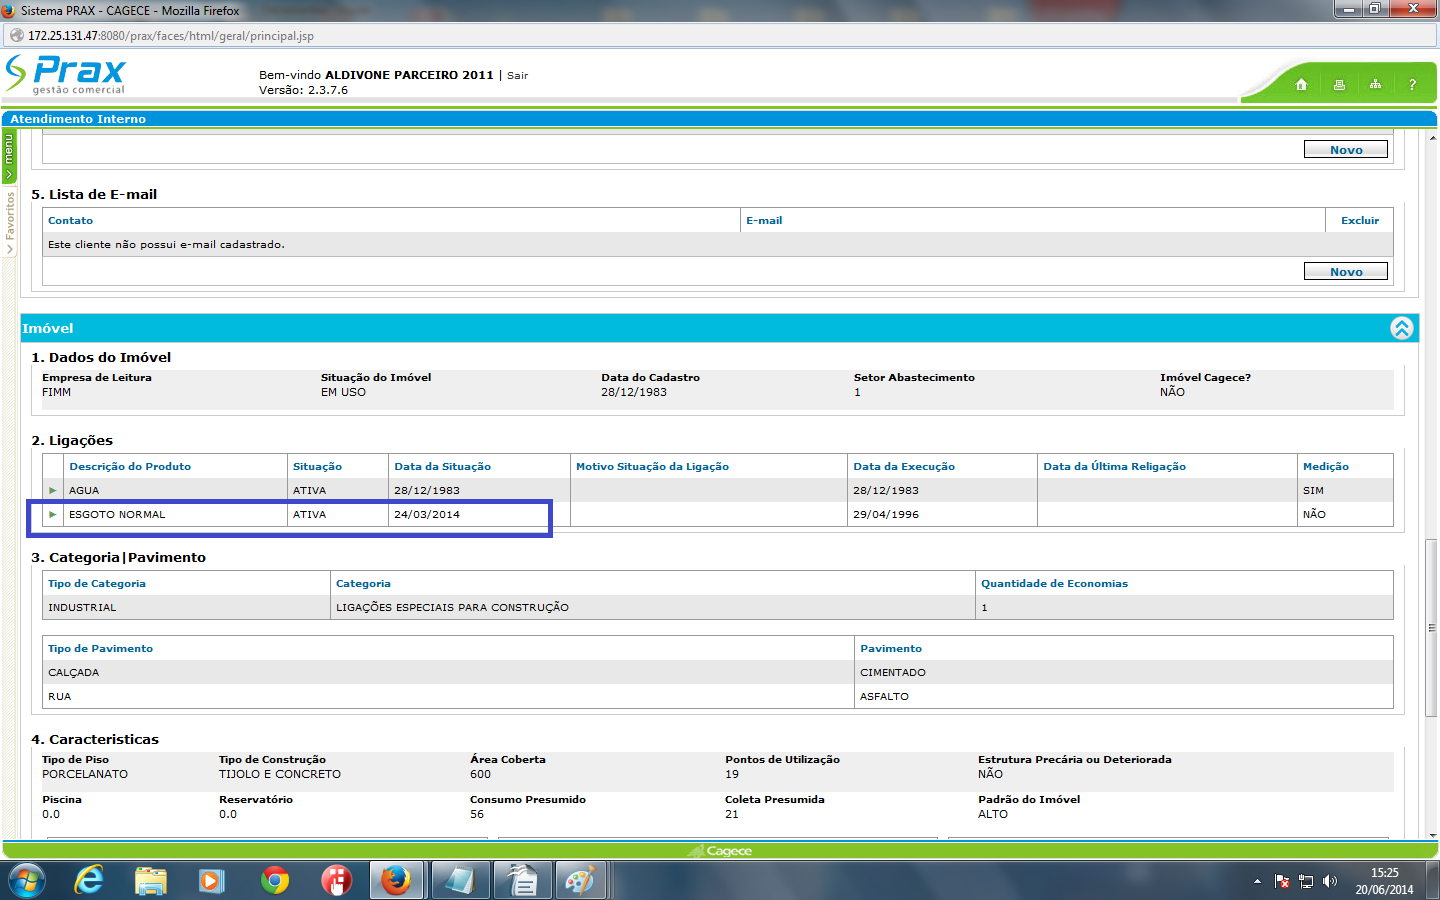 Sistema PRAX - CAGECE - Mozilla Firefox
172.25.131.47:8080/prax/faces/html/geral/principal.jsp
Prax
gestão comercial
Bem-vindo ALDIVONE PARCEIRO 2011 | Sair
Versão: 2.3.7.6
?
Atendimento Interno
menu
Favoritos
Novo
5. Lista de E-mail
Contato E-mail Excluir
Este cliente não possui e-mail cadastrado.
Novo
Imóvel
1. Dados do Imóvel
Empresa de Leitura Situação do Imóvel Data do Cadastro Setor Abastecimento Imóvel Cagece?
FIMM EM USO 28/12/1983 1 NÃO
2. Ligações
Descrição do Produto Situação Data da Situação Motivo Situação da Ligação Data da Execução Data da Última Religação Medição
AGUA ATIVA 28/12/1983 28/12/1983 SIM
ESGOTO NORMAL ATIVA 24/03/2014 29/04/1996 NÃO
3. Categoria|Pavimento
Tipo de Categoria Categoria Quantidade de Economias
INDUSTRIAL LIGAÇÕES ESPECIAIS PARA CONSTRUÇÃO 1
Tipo de Pavimento Pavimento
CALÇADA CIMENTADO
RUA ASFALTO
4. Caracteristicas
Tipo de Piso Tipo de Construção Área Coberta Pontos de Utilização Estrutura Precária ou Deteriorada
PORCELANATO TIJOLO E CONCRETO 600 19 NÃO
Piscina Reservatório Consumo Presumido Coleta Presumida Padrão do Imóvel
0.0 0.0 56 21 ALTO
Cagece
15:25
20/06/2014